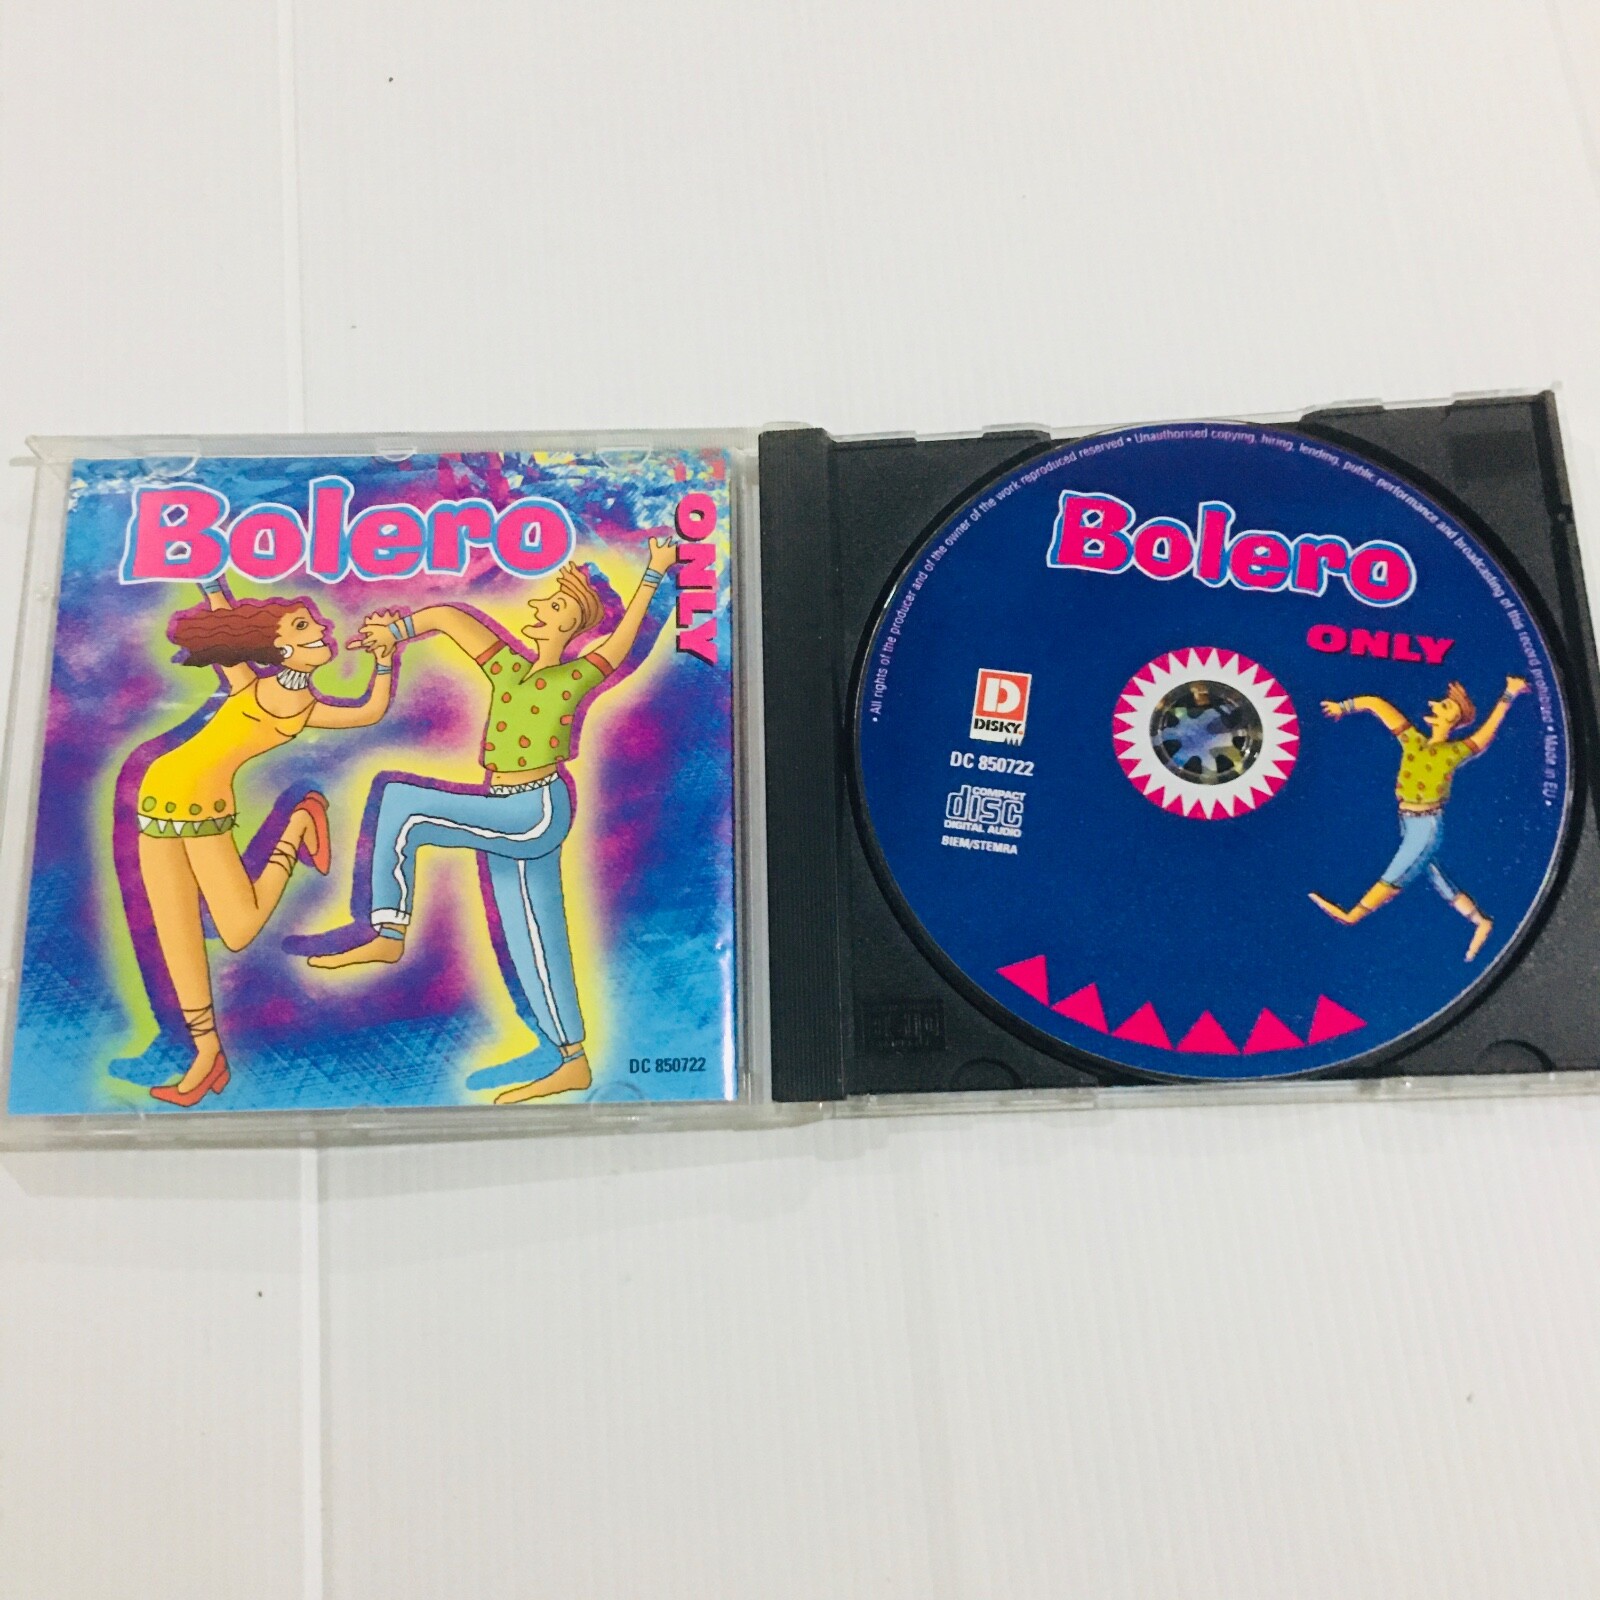 Bolero
ONLY
DC 850722
• All rights of the producer and of the owner of the work reproduced reserved • Unauthorised copying, hiring, lending, public performance and broadcasting of this record prohibited • Made in EU •
Bolero
ONLY
D
DISKY
DC 850722
COMPACT
disc
DIGITAL AUDIO
BIEM/STEMRA